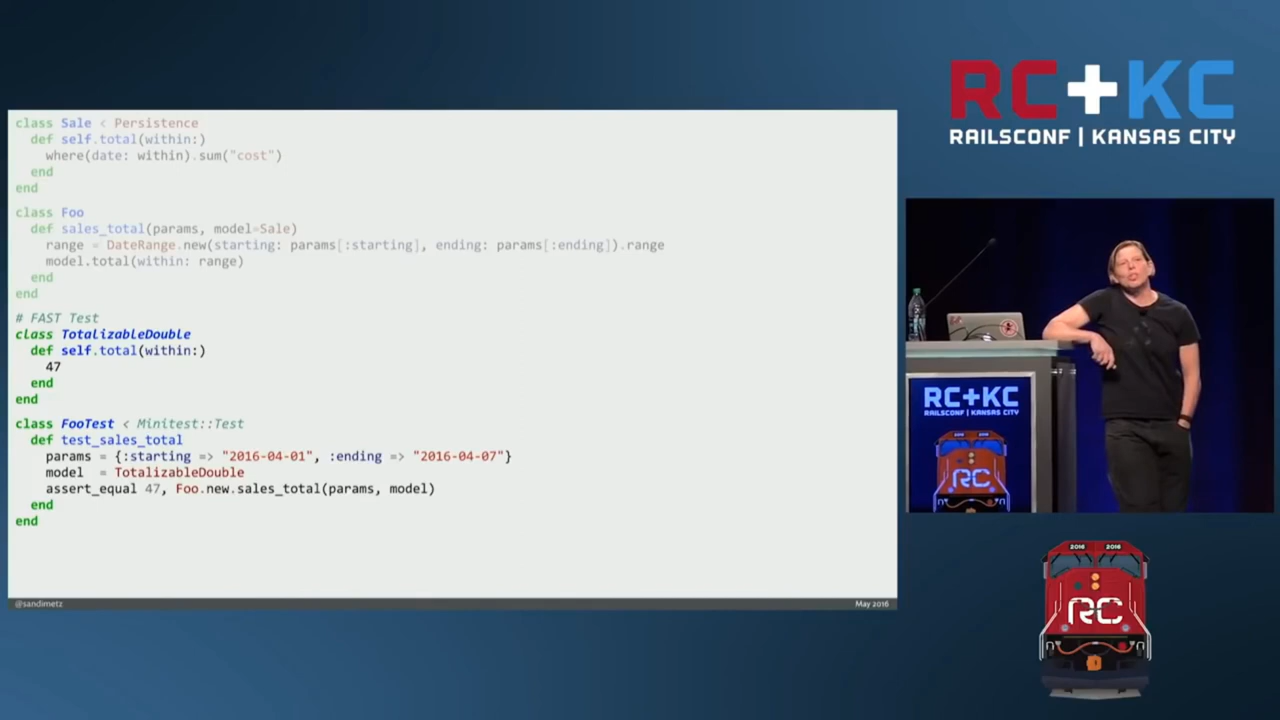 RC+KC
RAILSCONF | KANSAS CITY
class Sale < Persistence
  def self.total(within:)
    where(date: within).sum("cost")
  end
end
class Foo
  def sales_total(params, model=Sale)
    range = DateRange.new(starting: params[:starting], ending: params[:ending]).range
    model.total(within: range)
  end
end
# FAST Test
class TotalizableDouble
  def self.total(within:)
    47
  end
end
class FooTest < Minitest::Test
  def test_sales_total
    params = {:starting => "2016-04-01", :ending => "2016-04-07"}
    model  = TotalizableDouble
    assert_equal 47, Foo.new.sales_total(params, model)
  end
end
@sandimetz
May 2016
RC+KC
RAILSCONF | KANSAS CITY
RC
2016 2016
RC